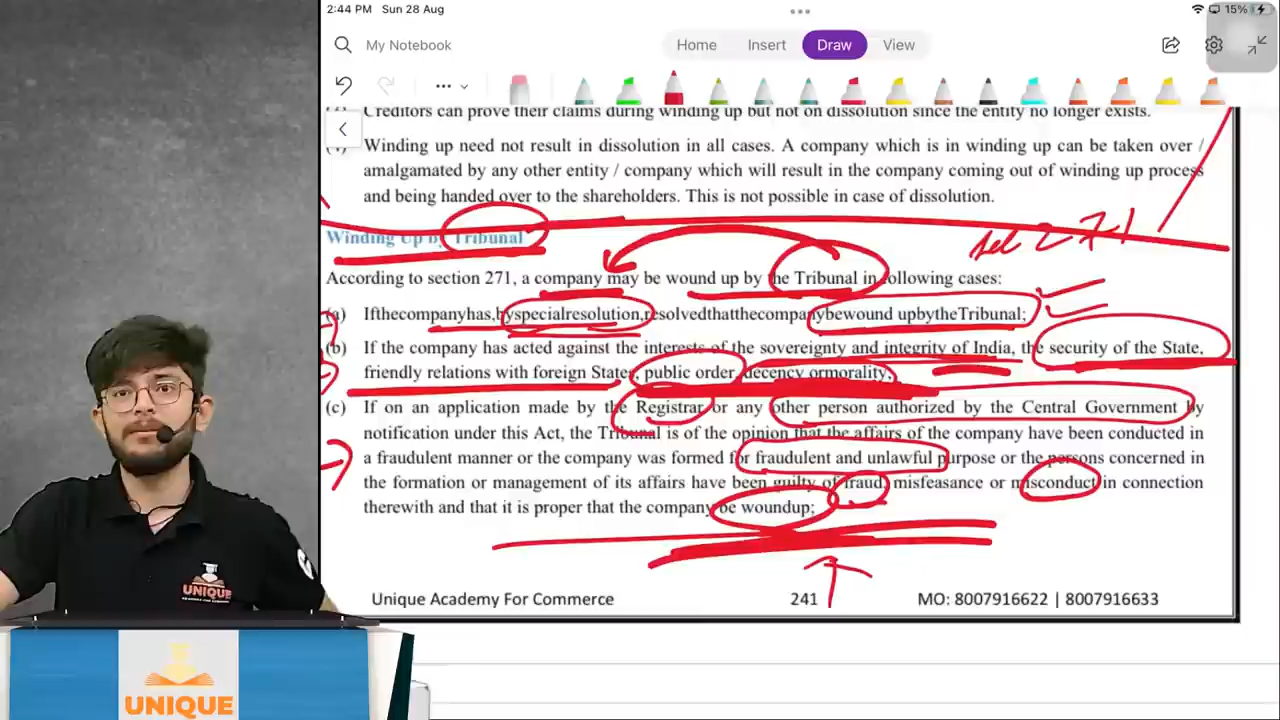 2:44 PM Sun 28 Aug
15%
My Notebook
Home Insert Draw View
Creditors can prove their claims during winding up but not on dissolution since the entity no longer exists.
Winding up need not result in dissolution in all cases. A company which is in winding up can be taken over /
amalgamated by any other entity / company which will result in the company coming out of winding up process
and being handed over to the shareholders. This is not possible in case of dissolution.
Winding Up by Tribunal
sec 271
According to section 271, a company may be wound up by the Tribunal in following cases:
(a) Ifthecompanyhas,byspecialresolution,resolvedthatthecompanybewound upbytheTribunal;
(b) If the company has acted against the interests of the sovereignty and integrity of India, the security of the State,
friendly relations with foreign States, public order, decency ormorality,
(c) If on an application made by the Registrar or any other person authorized by the Central Government by
notification under this Act, the Tribunal is of the opinion that the affairs of the company have been conducted in
a fraudulent manner or the company was formed for fraudulent and unlawful purpose or the persons concerned in
the formation or management of its affairs have been guilty of fraud, misfeasance or misconduct in connection
therewith and that it is proper that the company be woundup;
Unique Academy For Commerce 241 MO: 8007916622 | 8007916633
UNIQUE
UNIQUE